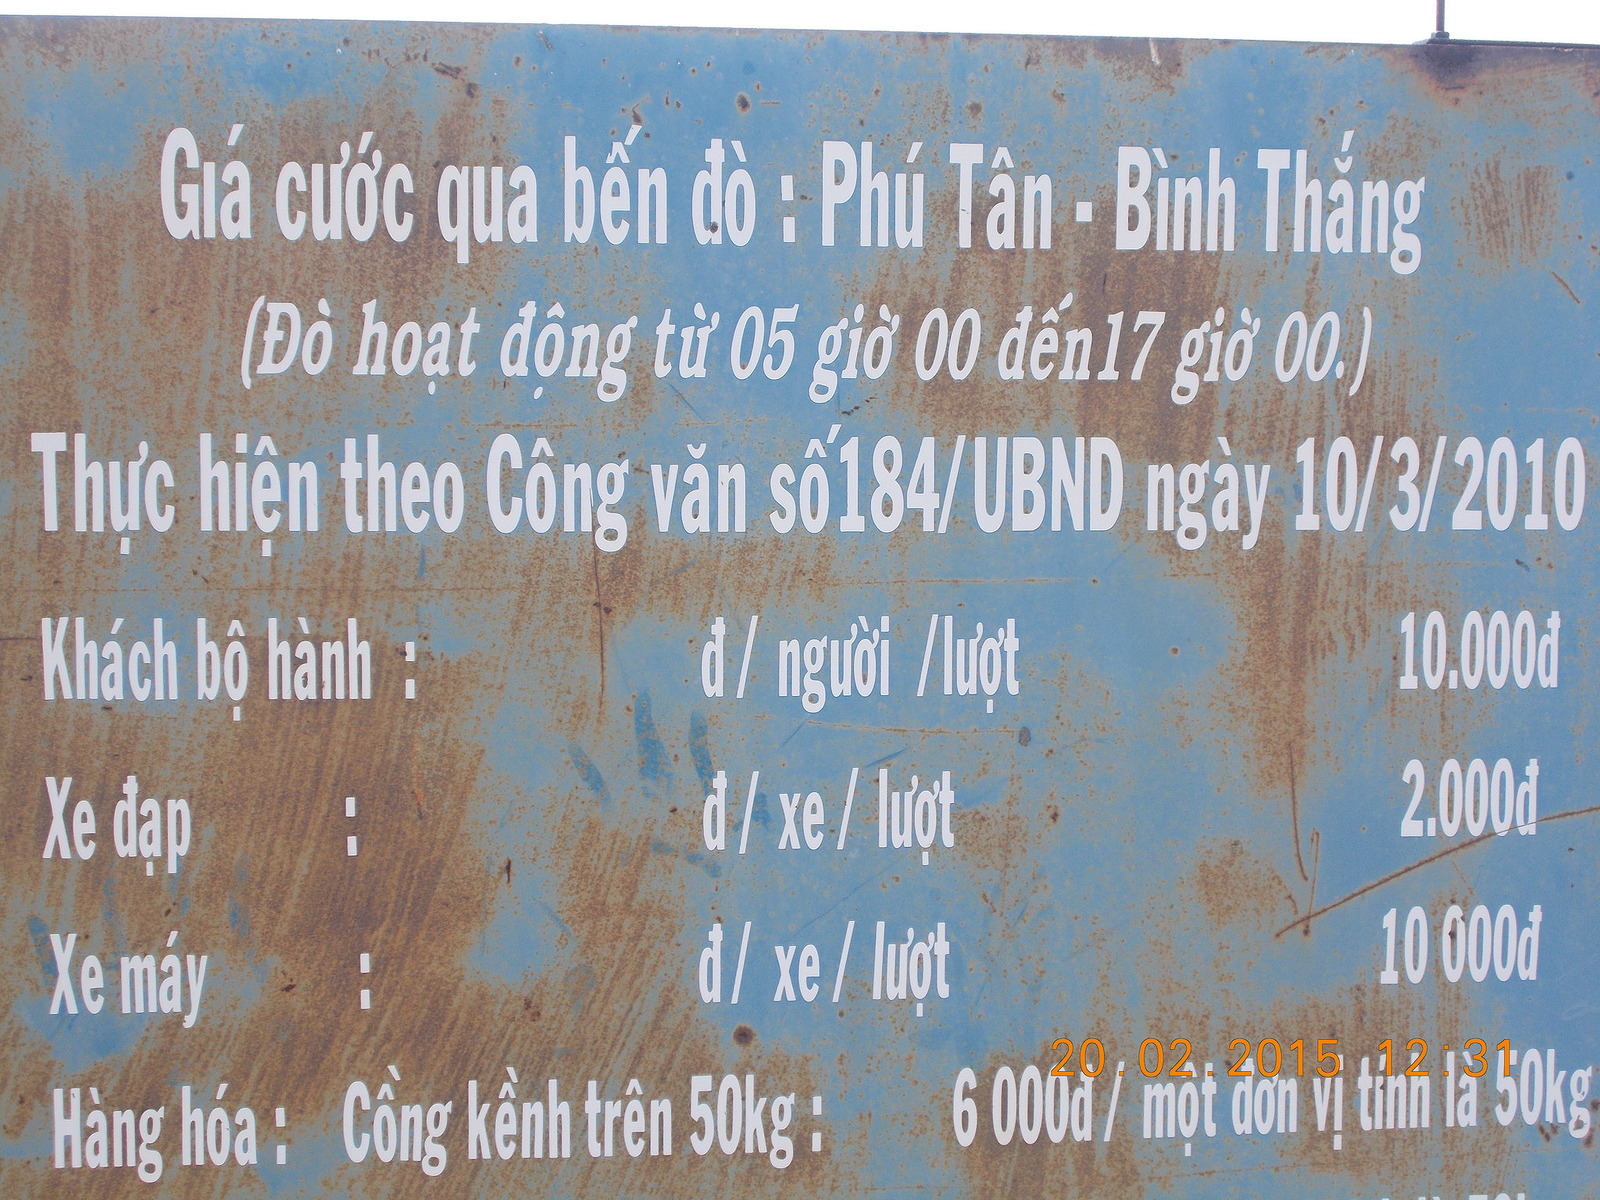 Giá cước qua bến đò : Phú Tân - Bình Thắng
(Đò hoạt động từ 05 giờ 00 đến17 giờ 00.)
Thực hiện theo Công văn số184/UBND ngày 10/3/2010
Khách bộ hành : đ / người /lượt 10.000đ
Xe đạp : đ / xe / lượt 2.000đ
Xe máy : đ / xe / lượt 10 000đ
20.02.2015 12:31
Hàng hóa : Cồng kềnh trên 50kg : 6 000đ / một đơn vị tính là 50kg